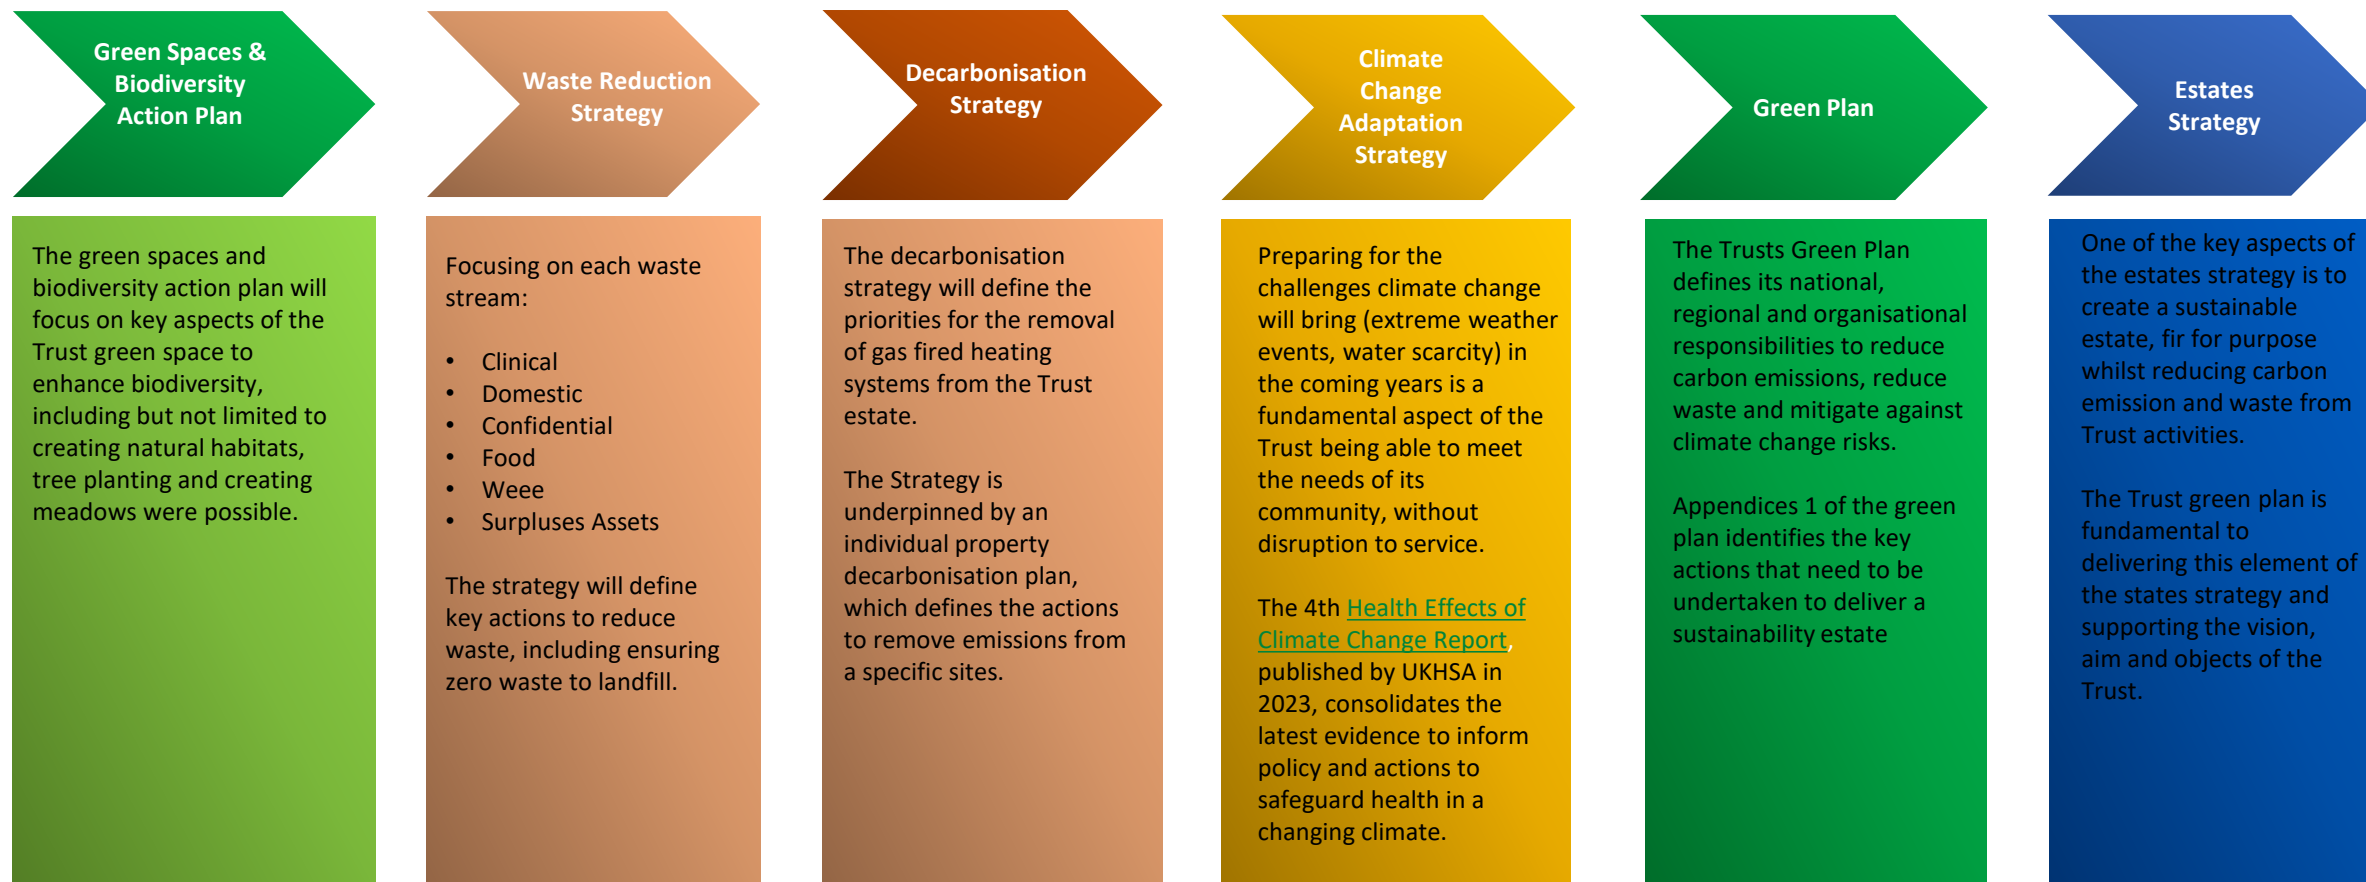 Green Spaces &
Biodiversity
Action Plan
The green spaces and
biodiversity action plan will
focus on key aspects of the
Trust green space to
enhance biodiversity,
including but not limited to
creating natural habitats,
tree planting and creating
meadows were possible.
Waste Reduction
Strategy
Focusing on each waste
stream:
• Clinical
• Domestic
• Confidential
• Food
• Weee
• Surpluses Assets
The strategy will define
key actions to reduce
waste, including ensuring
zero waste to landfill.
Decarbonisation
Strategy
The decarbonisation
strategy will define the
priorities for the removal
of gas fired heating
systems from the Trust
estate.
The Strategy is
underpinned by an
individual property
decarbonisation plan,
which defines the actions
to remove emissions from
a specific sites.
Climate
Change
Adaptation
Strategy
Preparing for the
challenges climate change
will bring (extreme weather
events, water scarcity) in
the coming years is a
fundamental aspect of the
Trust being able to meet
the needs of its
community, without
disruption to service.
The 4th Health Effects of
Climate Change Report,
published by UKHSA in
2023, consolidates the
latest evidence to inform
policy and actions to
safeguard health in a
changing climate.
Green Plan
The Trusts Green Plan
defines its national,
regional and organisational
responsibilities to reduce
carbon emissions, reduce
waste and mitigate against
climate change risks.
Appendices 1 of the green
plan identifies the key
actions that need to be
undertaken to deliver a
sustainability estate
Estates
Strategy
One of the key aspects of
the estates strategy is to
create a sustainable
estate, fir for purpose
whilst reducing carbon
emission and waste from
Trust activities.
The Trust green plan is
fundamental to
delivering this element of
the states strategy and
supporting the vision,
aim and objects of the
Trust.